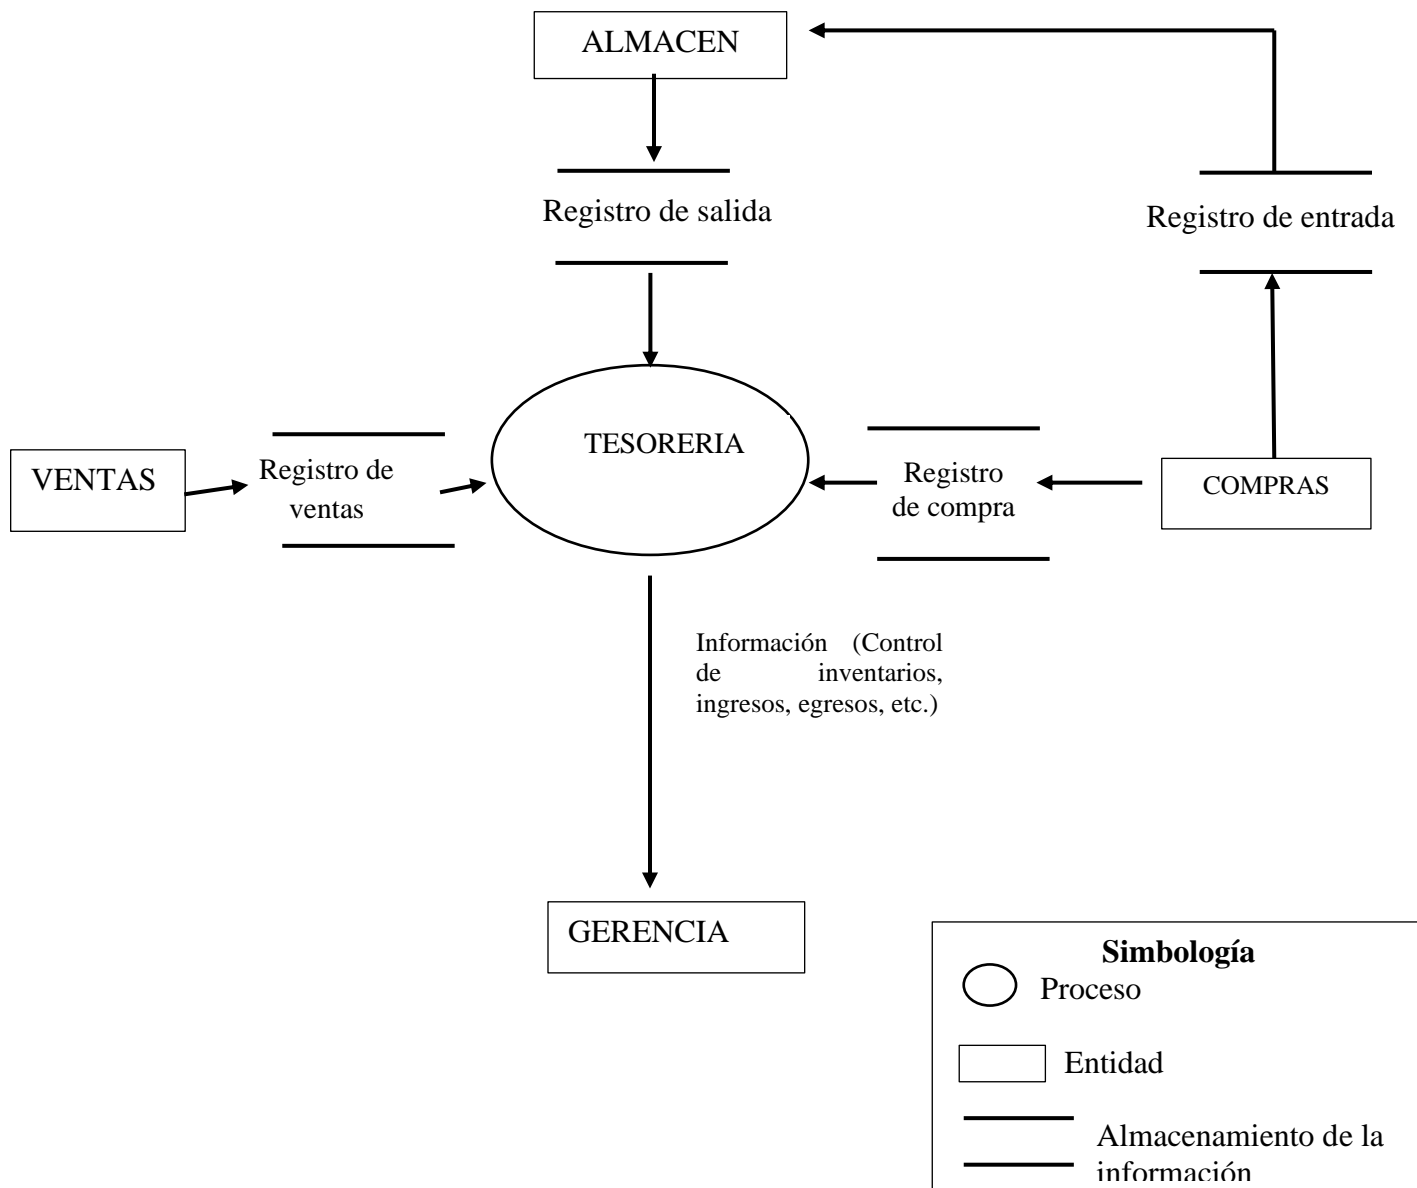 ALMACEN
Registro de salida
Registro de entrada
TESORERIA
VENTAS
Registro de
ventas
Registro
de compra
COMPRAS
Información (Control
de inventarios,
ingresos, egresos, etc.)
GERENCIA
Simbología
Proceso
Entidad
Almacenamiento de la
información